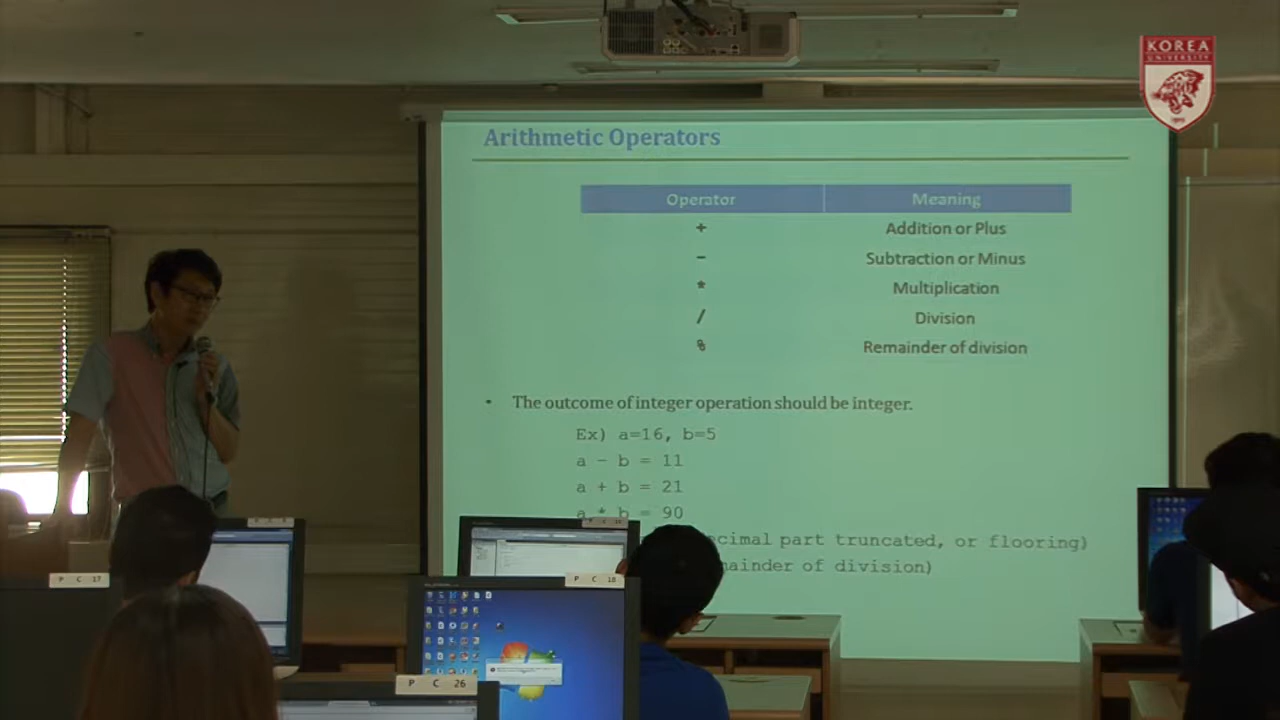 KOREA
UNIVERSITY
Arithmetic Operators
Operator Meaning
+ Addition or Plus
- Subtraction or Minus
* Multiplication
/ Division
% Remainder of division
• The outcome of integer operation should be integer.
Ex) a=16, b=5
a - b = 11
a + b = 21
a * b = 90
ecimal part truncated, or flooring)
ainder of division)
P C 17
P C 18
P C 26